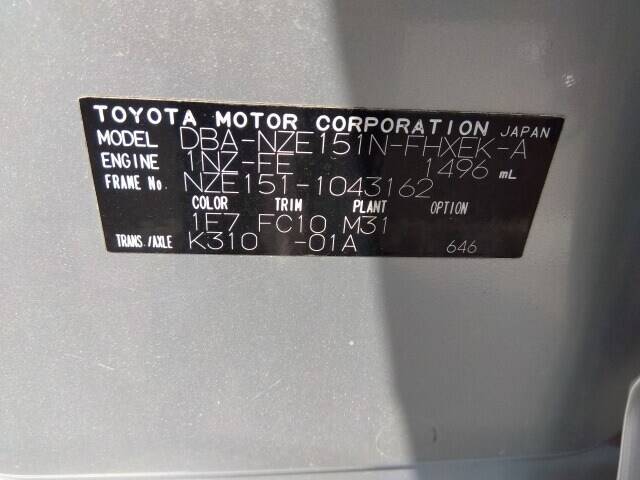 TOYOTA MOTOR CORPORATION JAPAN
MODEL DBA-NZE151N-FHXEK-A
ENGINE 1NZ-FE 1496 mL
FRAME No. NZE151-1043162
COLOR TRIM PLANT OPTION
1F7 FC10 M31
TRANS./AXLE K310 -01A 646